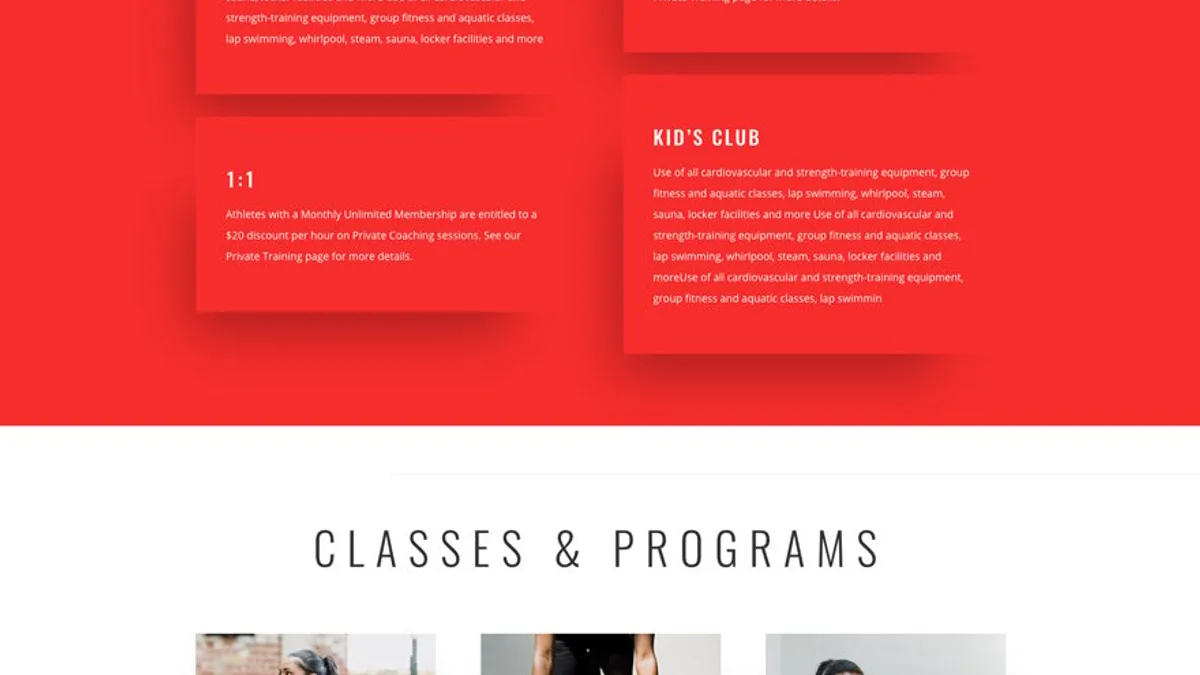 strength-training equipment, group fitness and aquatic classes,
lap swimming, whirlpool, steam, sauna, locker facilities and more
1:1
Athletes with a Monthly Unlimited Membership are entitled to a
$20 discount per hour on Private Coaching sessions. See our
Private Training page for more details.
KID’S CLUB
Use of all cardiovascular and strength-training equipment, group
fitness and aquatic classes, lap swimming, whirlpool, steam,
sauna, locker facilities and more Use of all cardiovascular and
strength-training equipment, group fitness and aquatic classes,
lap swimming, whirlpool, steam, sauna, locker facilities and
moreUse of all cardiovascular and strength-training equipment,
group fitness and aquatic classes, lap swimmin
CLASSES & PROGRAMS